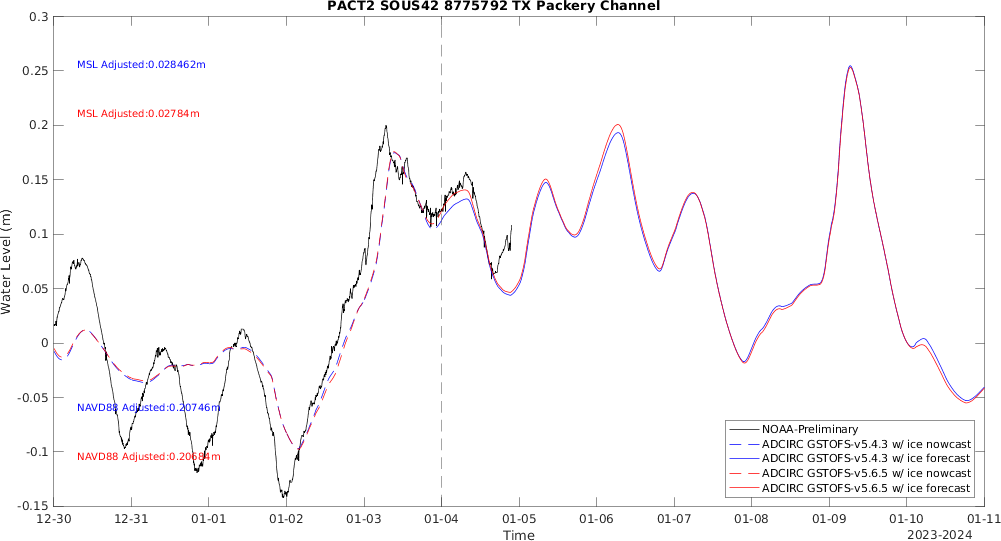 PACT2 SOUS42 8775792 TX Packery Channel
0.3
0.25
0.2
0.15
0.1
0.05
0
-0.05
-0.1
-0.15
Water Level (m)
MSL Adjusted:0.028462m
MSL Adjusted:0.02784m
NAVD88 Adjusted:0.20746m
NAVD88 Adjusted:0.20684m
NOAA-Preliminary
ADCIRC GSTOFS-v5.4.3 w/ ice nowcast
ADCIRC GSTOFS-v5.4.3 w/ ice forecast
ADCIRC GSTOFS-v5.6.5 w/ ice nowcast
ADCIRC GSTOFS-v5.6.5 w/ ice forecast
12-30 12-31 01-01 01-02 01-03 01-04 01-05 01-06 01-07 01-08 01-09 01-10 01-11
Time
2023-2024